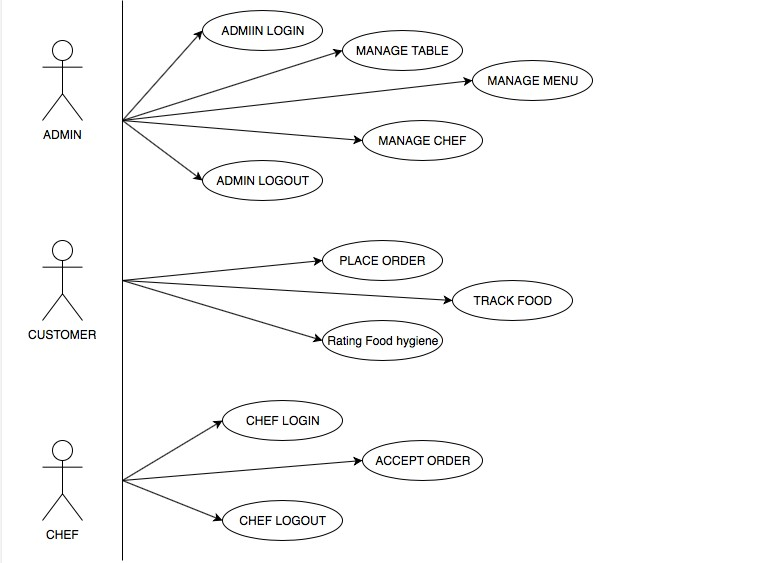 ADMIIN LOGIN
MANAGE TABLE
MANAGE MENU
ADMIN
MANAGE CHEF
ADMIN LOGOUT
PLACE ORDER
TRACK FOOD
CUSTOMER
Rating Food hygiene
CHEF LOGIN
ACCEPT ORDER
CHEF LOGOUT
CHEF